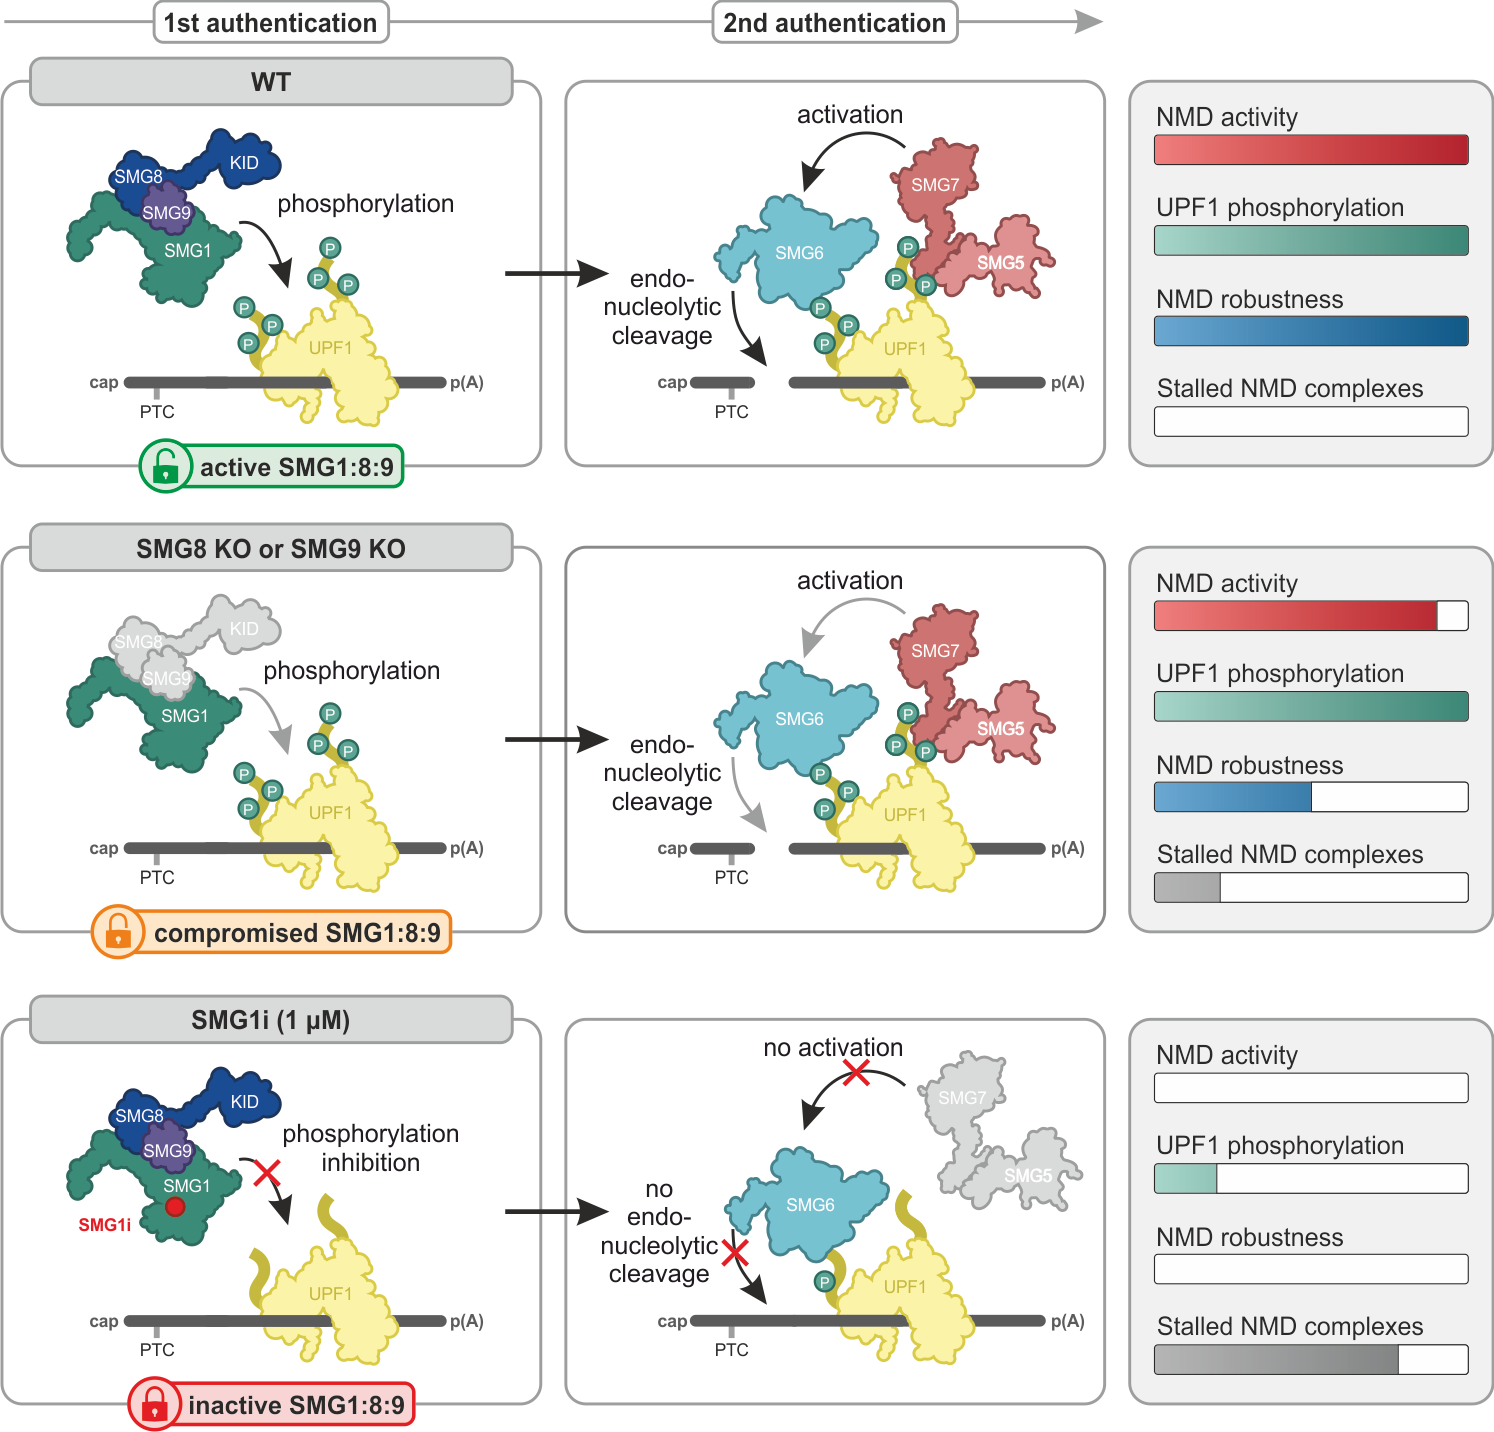 1st authentication
2nd authentication
WT
SMG8
KID
SMG9
SMG1
phosphorylation
P
P
P
P
P
P
UPF1
cap
p(A)
PTC
active SMG1:8:9
activation
SMG7
SMG6
SMG5
endo-
nucleolytic
cleavage
P
P
P
P
P
P
UPF1
cap
p(A)
PTC
NMD activity
UPF1 phosphorylation
NMD robustness
Stalled NMD complexes
SMG8 KO or SMG9 KO
SMG8
KID
SMG9
SMG1
phosphorylation
P
P
P
P
P
P
UPF1
cap
p(A)
PTC
compromised SMG1:8:9
activation
SMG7
SMG6
SMG5
endo-
nucleolytic
cleavage
P
P
P
P
P
P
UPF1
cap
p(A)
PTC
NMD activity
UPF1 phosphorylation
NMD robustness
Stalled NMD complexes
SMG1i (1 µM)
SMG8
KID
SMG9
SMG1
SMG1i
phosphorylation
inhibition
UPF1
cap
p(A)
PTC
inactive SMG1:8:9
no activation
SMG7
SMG5
SMG6
no
endo-
nucleolytic
cleavage
P
UPF1
cap
p(A)
PTC
NMD activity
UPF1 phosphorylation
NMD robustness
Stalled NMD complexes